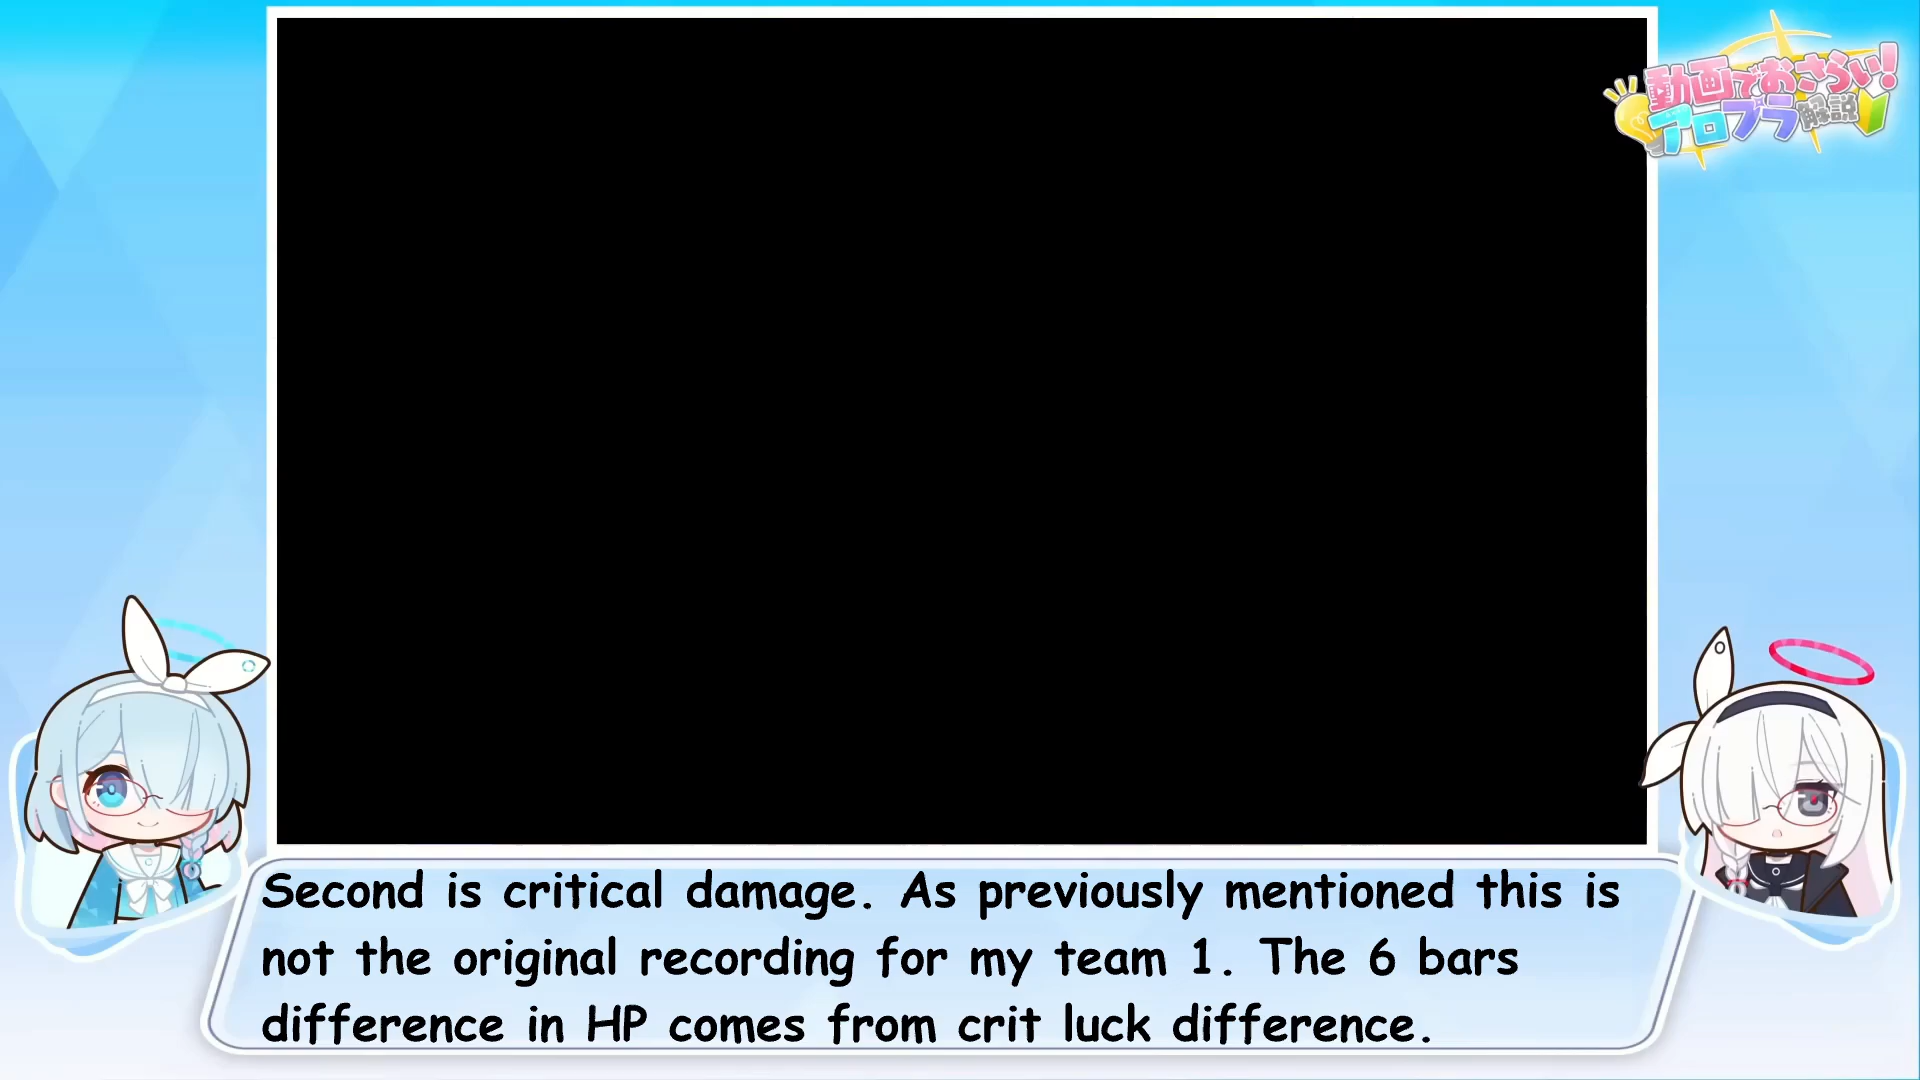 動画でおさらい!
アロプラ解説
Second is critical damage. As previously mentioned this is
not the original recording for my team 1. The 6 bars
difference in HP comes from crit luck difference.